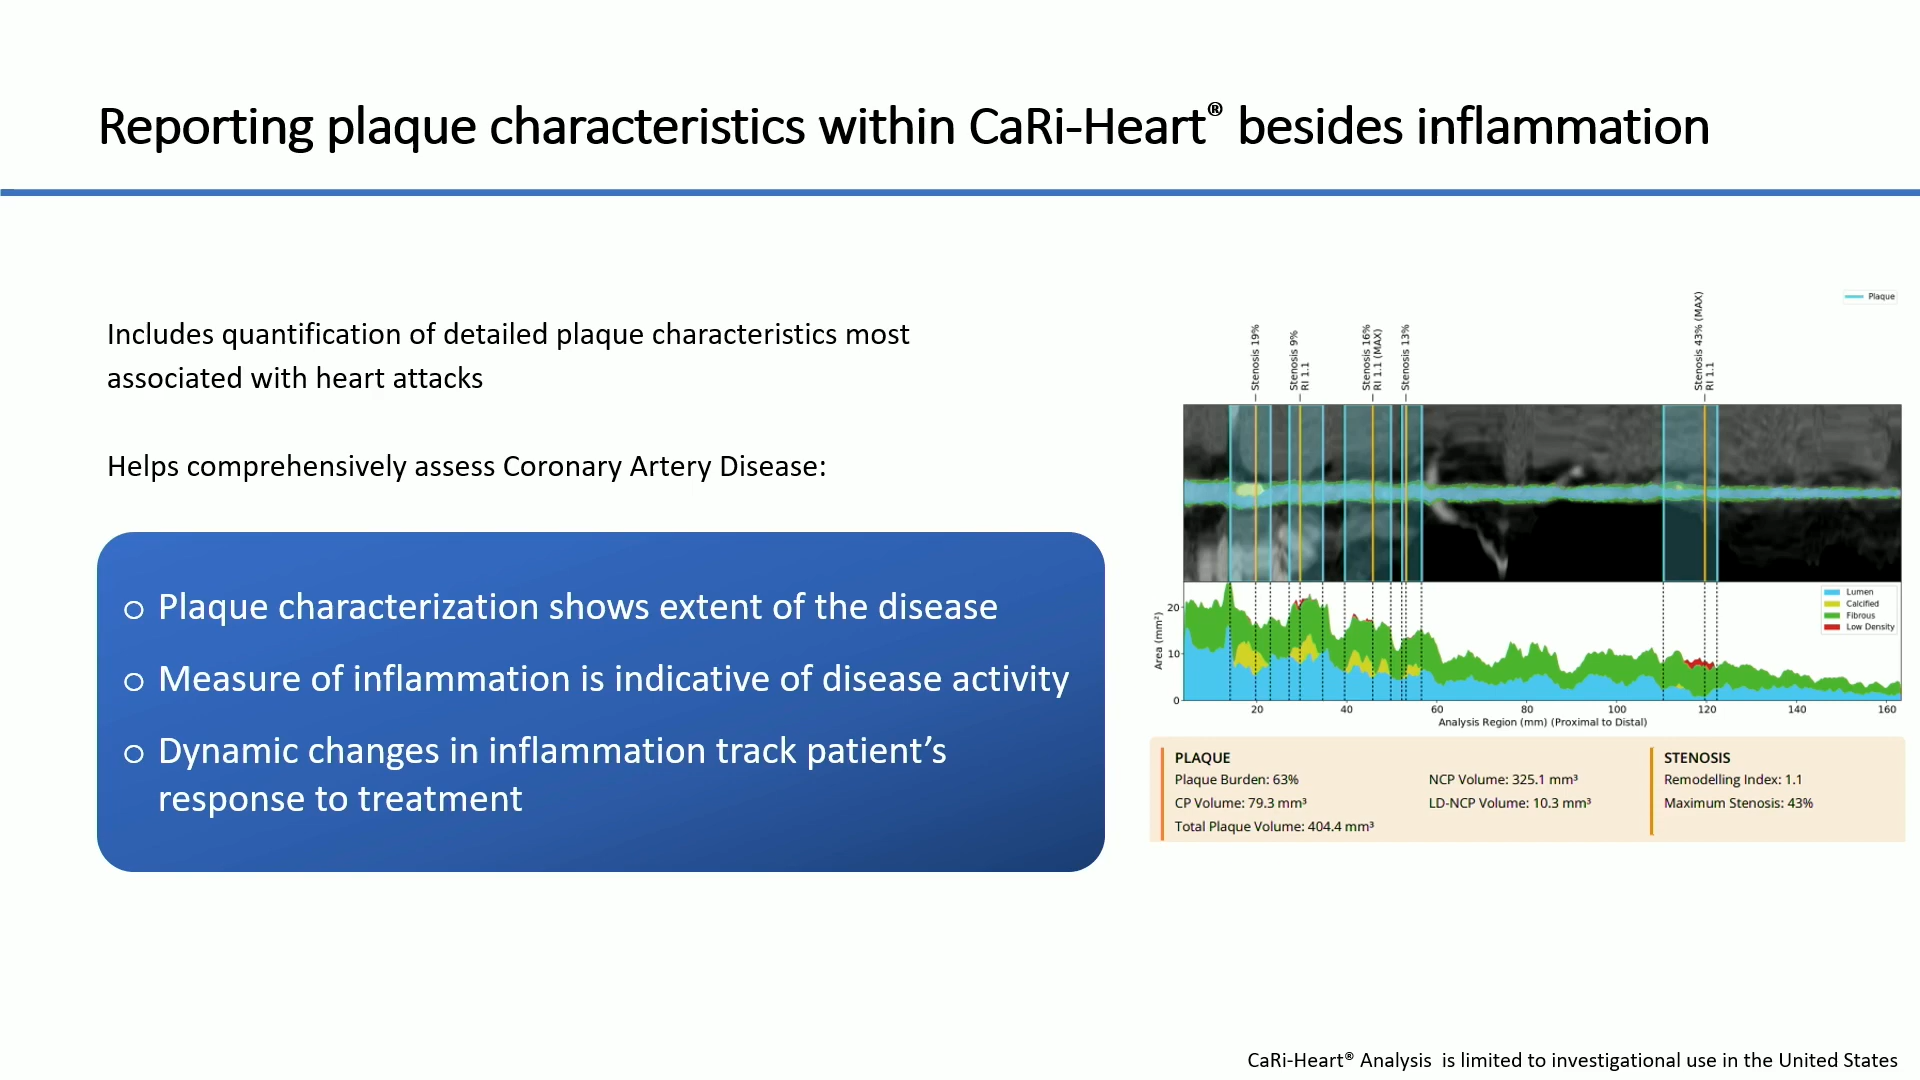 Reporting plaque characteristics within CaRi-Heart® besides inflammation
Includes quantification of detailed plaque characteristics most
associated with heart attacks
Helps comprehensively assess Coronary Artery Disease:
o Plaque characterization shows extent of the disease
o Measure of inflammation is indicative of disease activity
o Dynamic changes in inflammation track patient’s
response to treatment
Plaque
Stenosis 19%
Stenosis 9%
RI 1.1
Stenosis 16%
RI 1.1 (MAX)
Stenosis 13%
Stenosis 43% (MAX)
RI 1.1
Lumen
Calcified
Fibrous
Low Density
Area (mm²)
20
10
0
20 40 60 80 100 120 140 160
Analysis Region (mm) (Proximal to Distal)
PLAQUE
Plaque Burden: 63%
CP Volume: 79.3 mm³
Total Plaque Volume: 404.4 mm³
NCP Volume: 325.1 mm³
LD-NCP Volume: 10.3 mm³
STENOSIS
Remodelling Index: 1.1
Maximum Stenosis: 43%
CaRi-Heart® Analysis is limited to investigational use in the United States